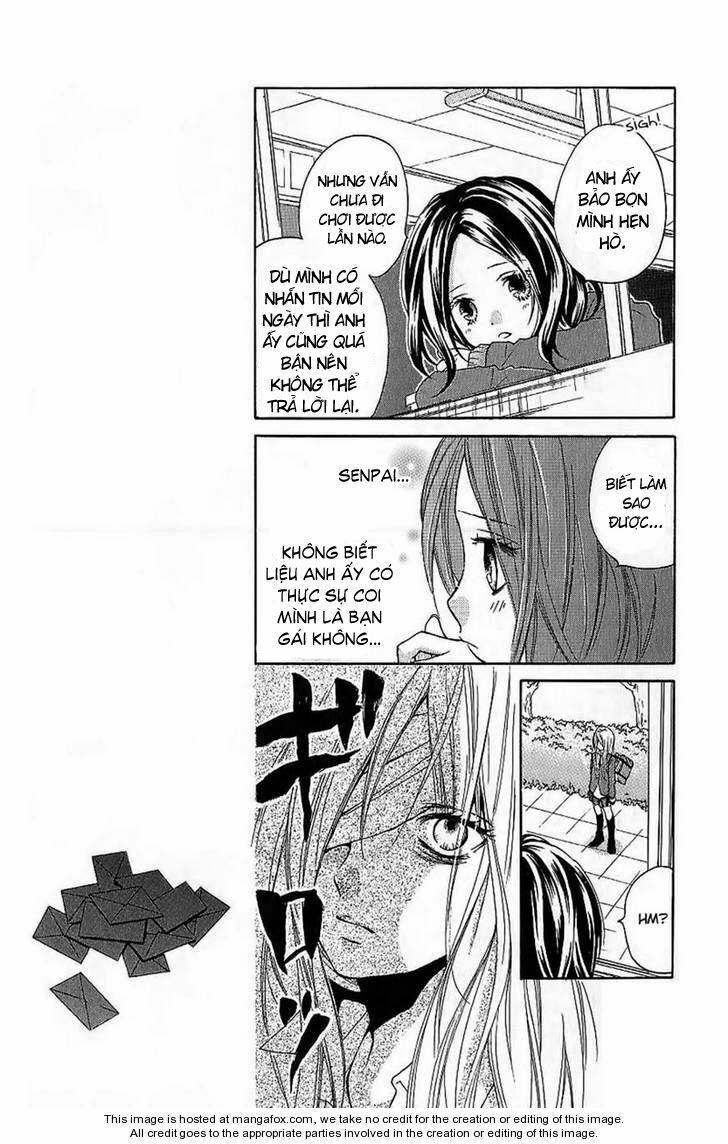 SIGH!
ANH ẤY
BẢO BỌN
MÌNH HẸN
HÒ.
NHƯNG VẪN
CHƯA ĐI
CHƠI ĐƯỢC
LẦN NÀO.
DÙ MÌNH CÓ
NHẮN TIN MỖI
NGÀY THÌ ANH
ẤY CŨNG QUÁ
BẬN NÊN
KHÔNG THỂ
TRẢ LỜI LẠI.
BIẾT LÀM
SAO
ĐƯỢC...
SENPAI...
KHÔNG BIẾT
LIỆU ANH ẤY CÓ
THỰC SỰ COI
MÌNH LÀ BẠN
GÁI KHÔNG...
HM?
ギロッ
This image is hosted at mangafox.com, we take no credit for the creation or editing of this image.
All credit goes to the appropriate parties involved in the creation or editing of this image.